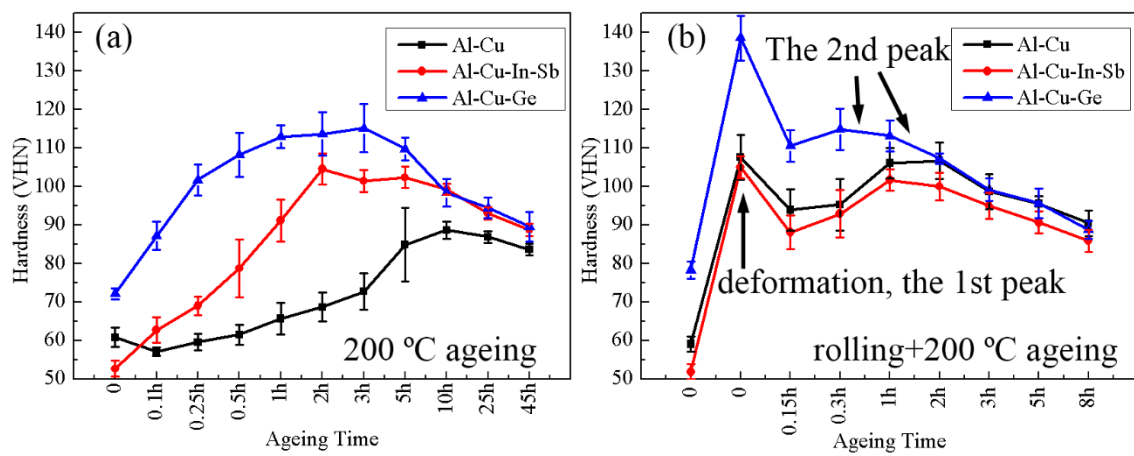 (a)
Al-Cu
Al-Cu-In-Sb
Al-Cu-Ge
200 ºC ageing
Hardness (VHN)
140
130
120
110
100
90
80
70
60
50
0
0.1h
0.25h
0.5h
1h
2h
3h
5h
10h
25h
45h
Ageing Time
(b)
The 2nd peak
Al-Cu
Al-Cu-In-Sb
Al-Cu-Ge
deformation, the 1st peak
rolling+200 ºC ageing
Hardness (VHN)
140
130
120
110
100
90
80
70
60
50
0
0
0.15h
0.3h
1h
2h
3h
5h
8h
Ageing Time